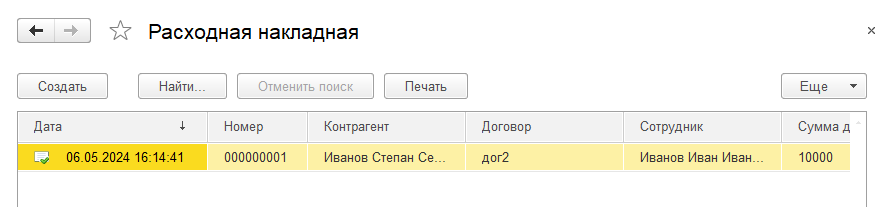 Расходная накладная
Создать Найти... Отменить поиск Печать Еще
Дата Номер Контрагент Договор Сотрудник Сумма д
06.05.2024 16:14:41 000000001 Иванов Степан Се... дог2 Иванов Иван Иван... 10000